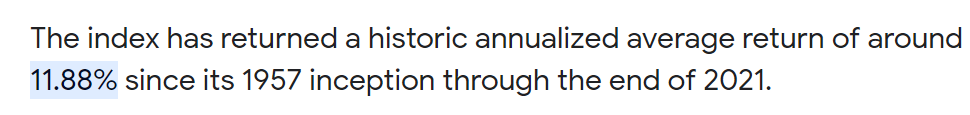 The index has returned a historic annualized average return of around
11.88% since its 1957 inception through the end of 2021.